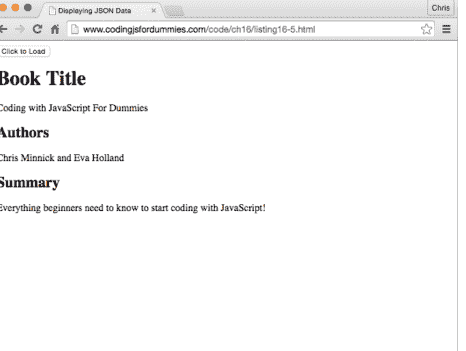 Displaying JSON Data
Chris
www.codingjsfordummies.com/code/ch16/listing16-5.html
Click to Load
Book Title
Coding with JavaScript For Dummies
Authors
Chris Minnick and Eva Holland
Summary
Everything beginners need to know to start coding with JavaScript!